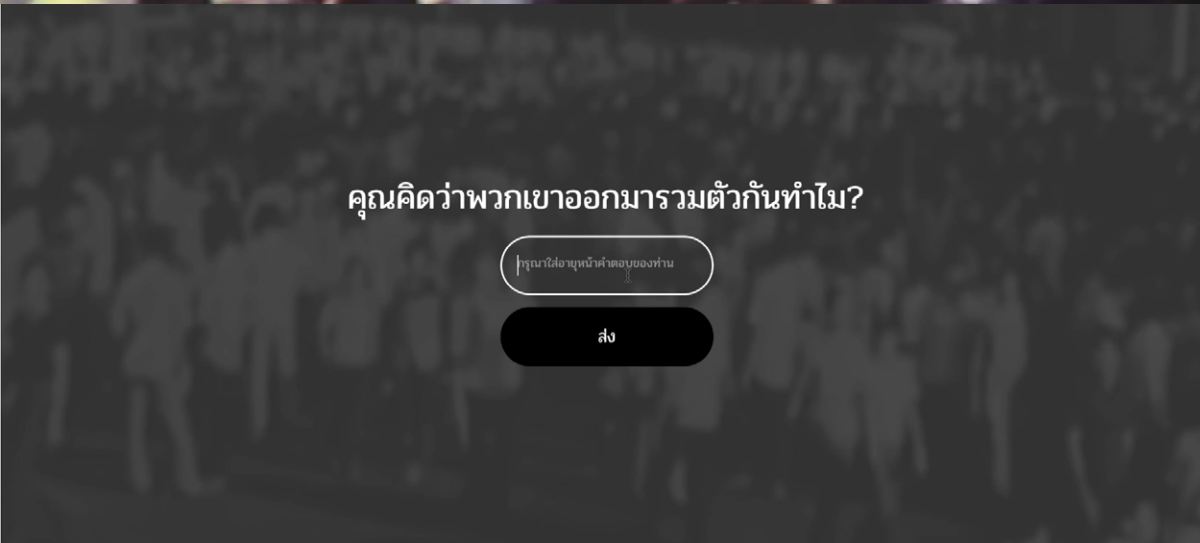 คุณคิดว่าพวกเขาออกมารวมตัวกันทำไม?
กรุณาใส่อายุหน้าคำตอบของท่าน
ส่ง